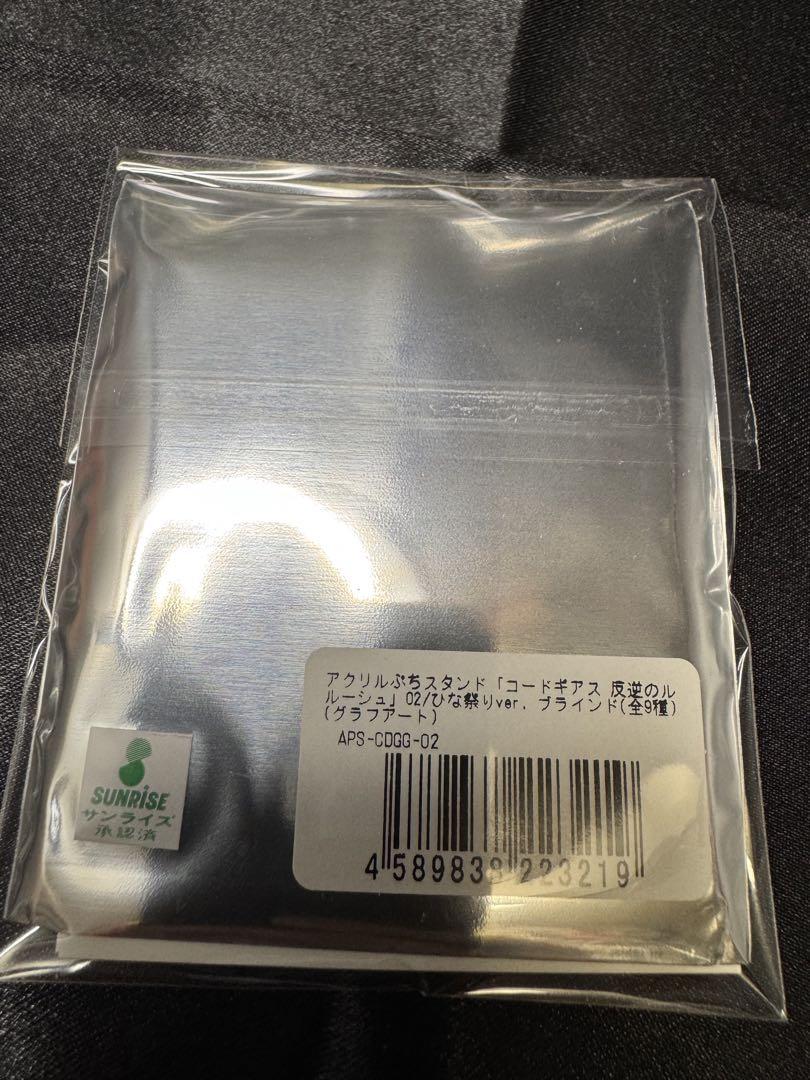 アクリルぷちスタンド「コードギアス 反逆のル
ルーシュ」02/ひな祭りver. ブラインド(全9種)
(グラフアート)
APS-CDGG-02
4 589838 223219
SUNRISE
サンライズ
承認済